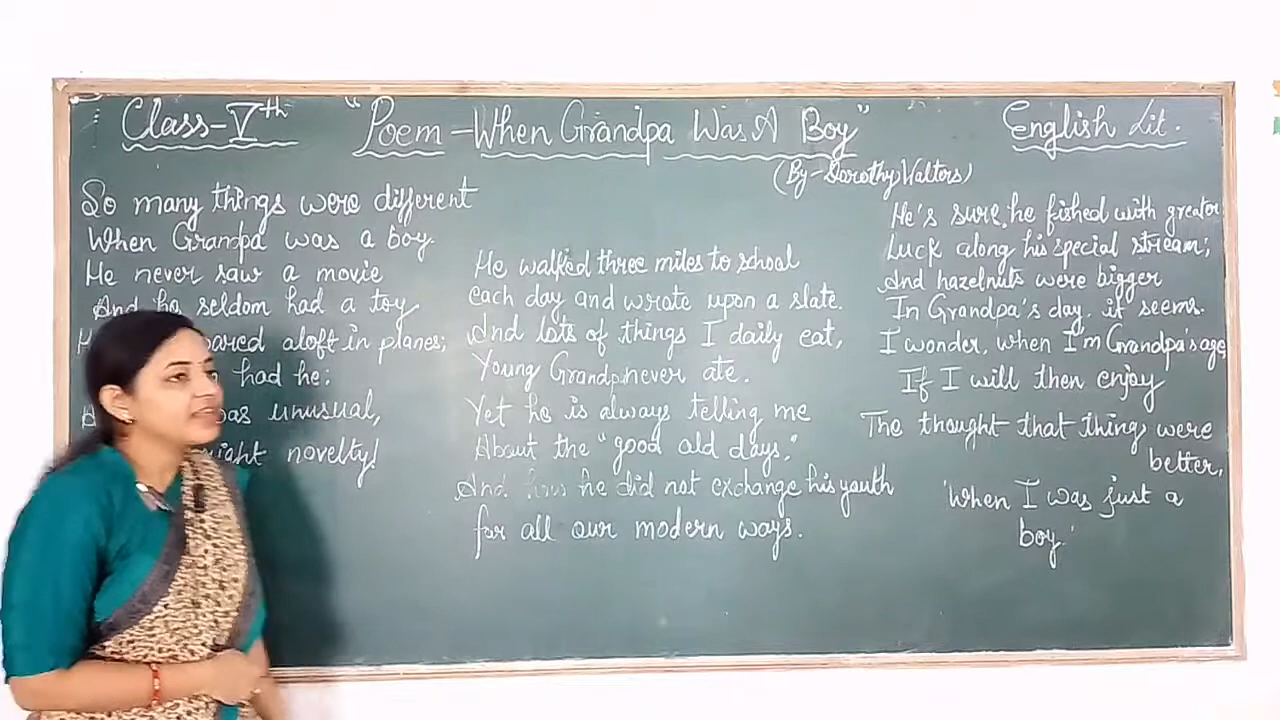 Class-Vth "Poem-When Grandpa Was A Boy" English Lit.
(By-Dorothy Walters)
So many things were different
When Grandpa was a boy.
He never saw a movie
And he seldom had a toy
aloft in planes;
had he:
was unusual,
novelty!
He walked three miles to school
each day and wrote upon a slate.
And lots of things I daily eat,
Young Grandpa never ate.
Yet he is always telling me
About the "good old days."
And how he did not exchange his youth
for all our modern ways.
He's sure, he fished with greater
Luck along his special stream;
And hazelnuts were bigger
In Grandpa's day, it seems.
I wonder, when I'm Grandpa's age
If I will then enjoy
The thought that things were
better,
'When I was just a
boy.'